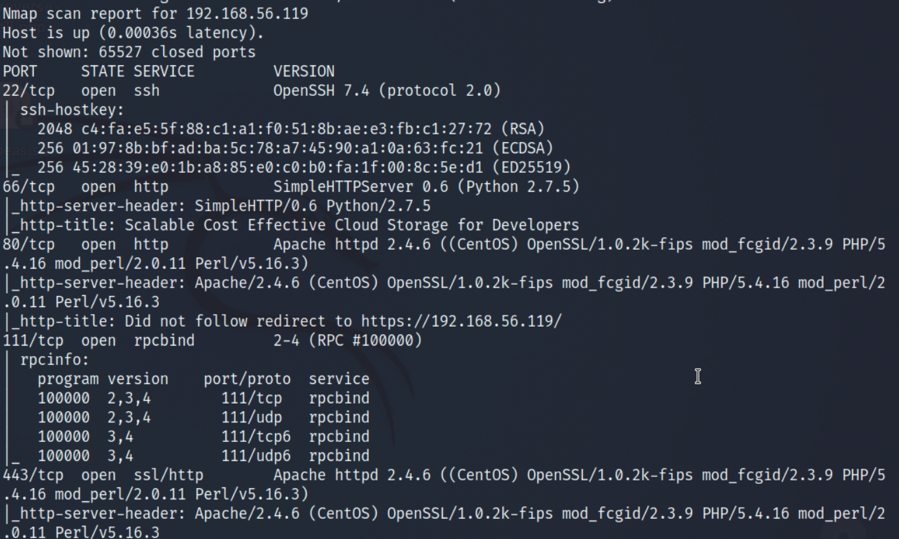 Nmap scan report for 192.168.56.119
Host is up (0.00036s latency).
Not shown: 65527 closed ports
PORT     STATE SERVICE         VERSION
22/tcp   open  ssh             OpenSSH 7.4 (protocol 2.0)
| ssh-hostkey:
|   2048 c4:fa:e5:5f:88:c1:a1:f0:51:8b:ae:e3:fb:c1:27:72 (RSA)
|   256 01:97:8b:bf:ad:ba:5c:78:a7:45:90:a1:0a:63:fc:21 (ECDSA)
|_  256 45:28:39:e0:1b:a8:85:e0:c0:b0:fa:1f:00:8c:5e:d1 (ED25519)
66/tcp   open  http            SimpleHTTPServer 0.6 (Python 2.7.5)
|_http-server-header: SimpleHTTP/0.6 Python/2.7.5
|_http-title: Scalable Cost Effective Cloud Storage for Developers
80/tcp   open  http            Apache httpd 2.4.6 ((CentOS) OpenSSL/1.0.2k-fips mod_fcgid/2.3.9 PHP/5
.4.16 mod_perl/2.0.11 Perl/v5.16.3)
|_http-server-header: Apache/2.4.6 (CentOS) OpenSSL/1.0.2k-fips mod_fcgid/2.3.9 PHP/5.4.16 mod_perl/2
.0.11 Perl/v5.16.3
|_http-title: Did not follow redirect to https://192.168.56.119/
111/tcp  open  rpcbind         2-4 (RPC #100000)
| rpcinfo:
|   program version    port/proto  service
|   100000  2,3,4        111/tcp   rpcbind
|   100000  2,3,4        111/udp   rpcbind
|   100000  3,4          111/tcp6  rpcbind
|_  100000  3,4          111/udp6  rpcbind
443/tcp  open  ssl/http        Apache httpd 2.4.6 ((CentOS) OpenSSL/1.0.2k-fips mod_fcgid/2.3.9 PHP/5
.4.16 mod_perl/2.0.11 Perl/v5.16.3)
|_http-server-header: Apache/2.4.6 (CentOS) OpenSSL/1.0.2k-fips mod_fcgid/2.3.9 PHP/5.4.16 mod_perl/2
.0.11 Perl/v5.16.3